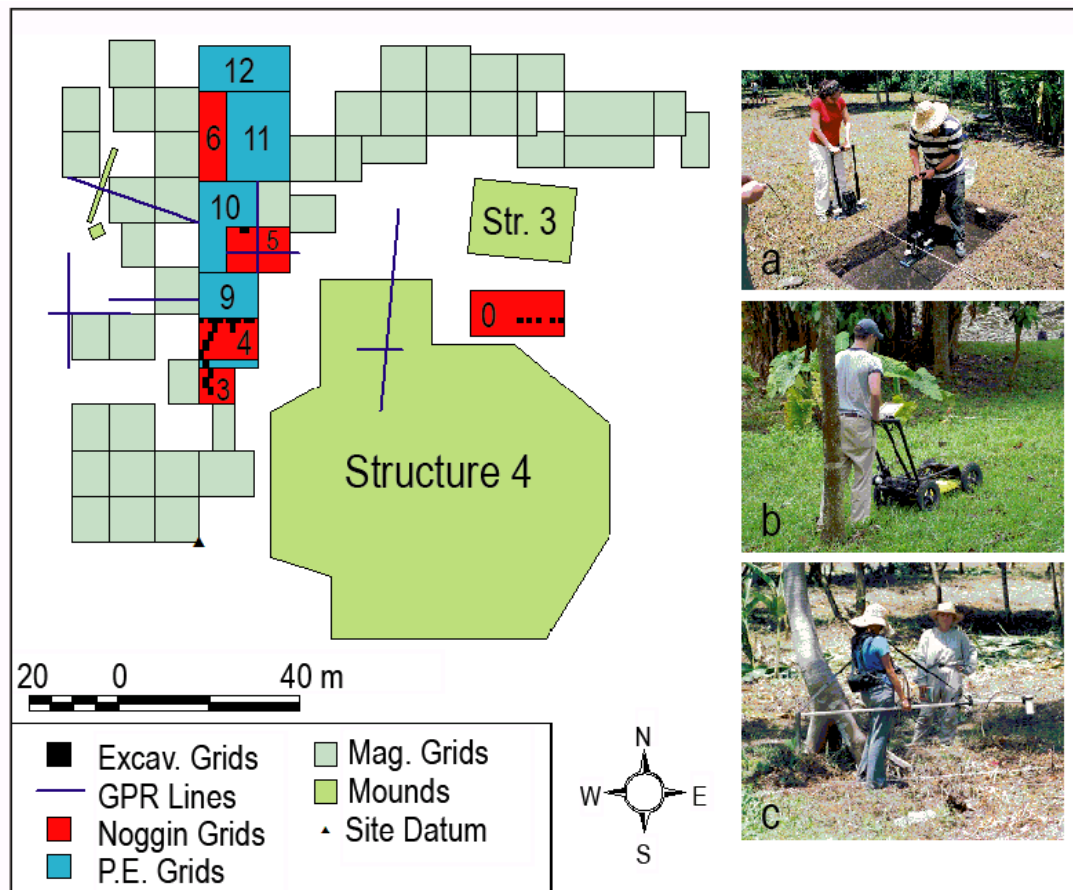 12
6
11
10
5
Str. 3
9
0
4
3
Structure 4
20 0 40 m
Excav. Grids
GPR Lines
Noggin Grids
P.E. Grids
Mag. Grids
Mounds
Site Datum
N
W E
S
a
b
c